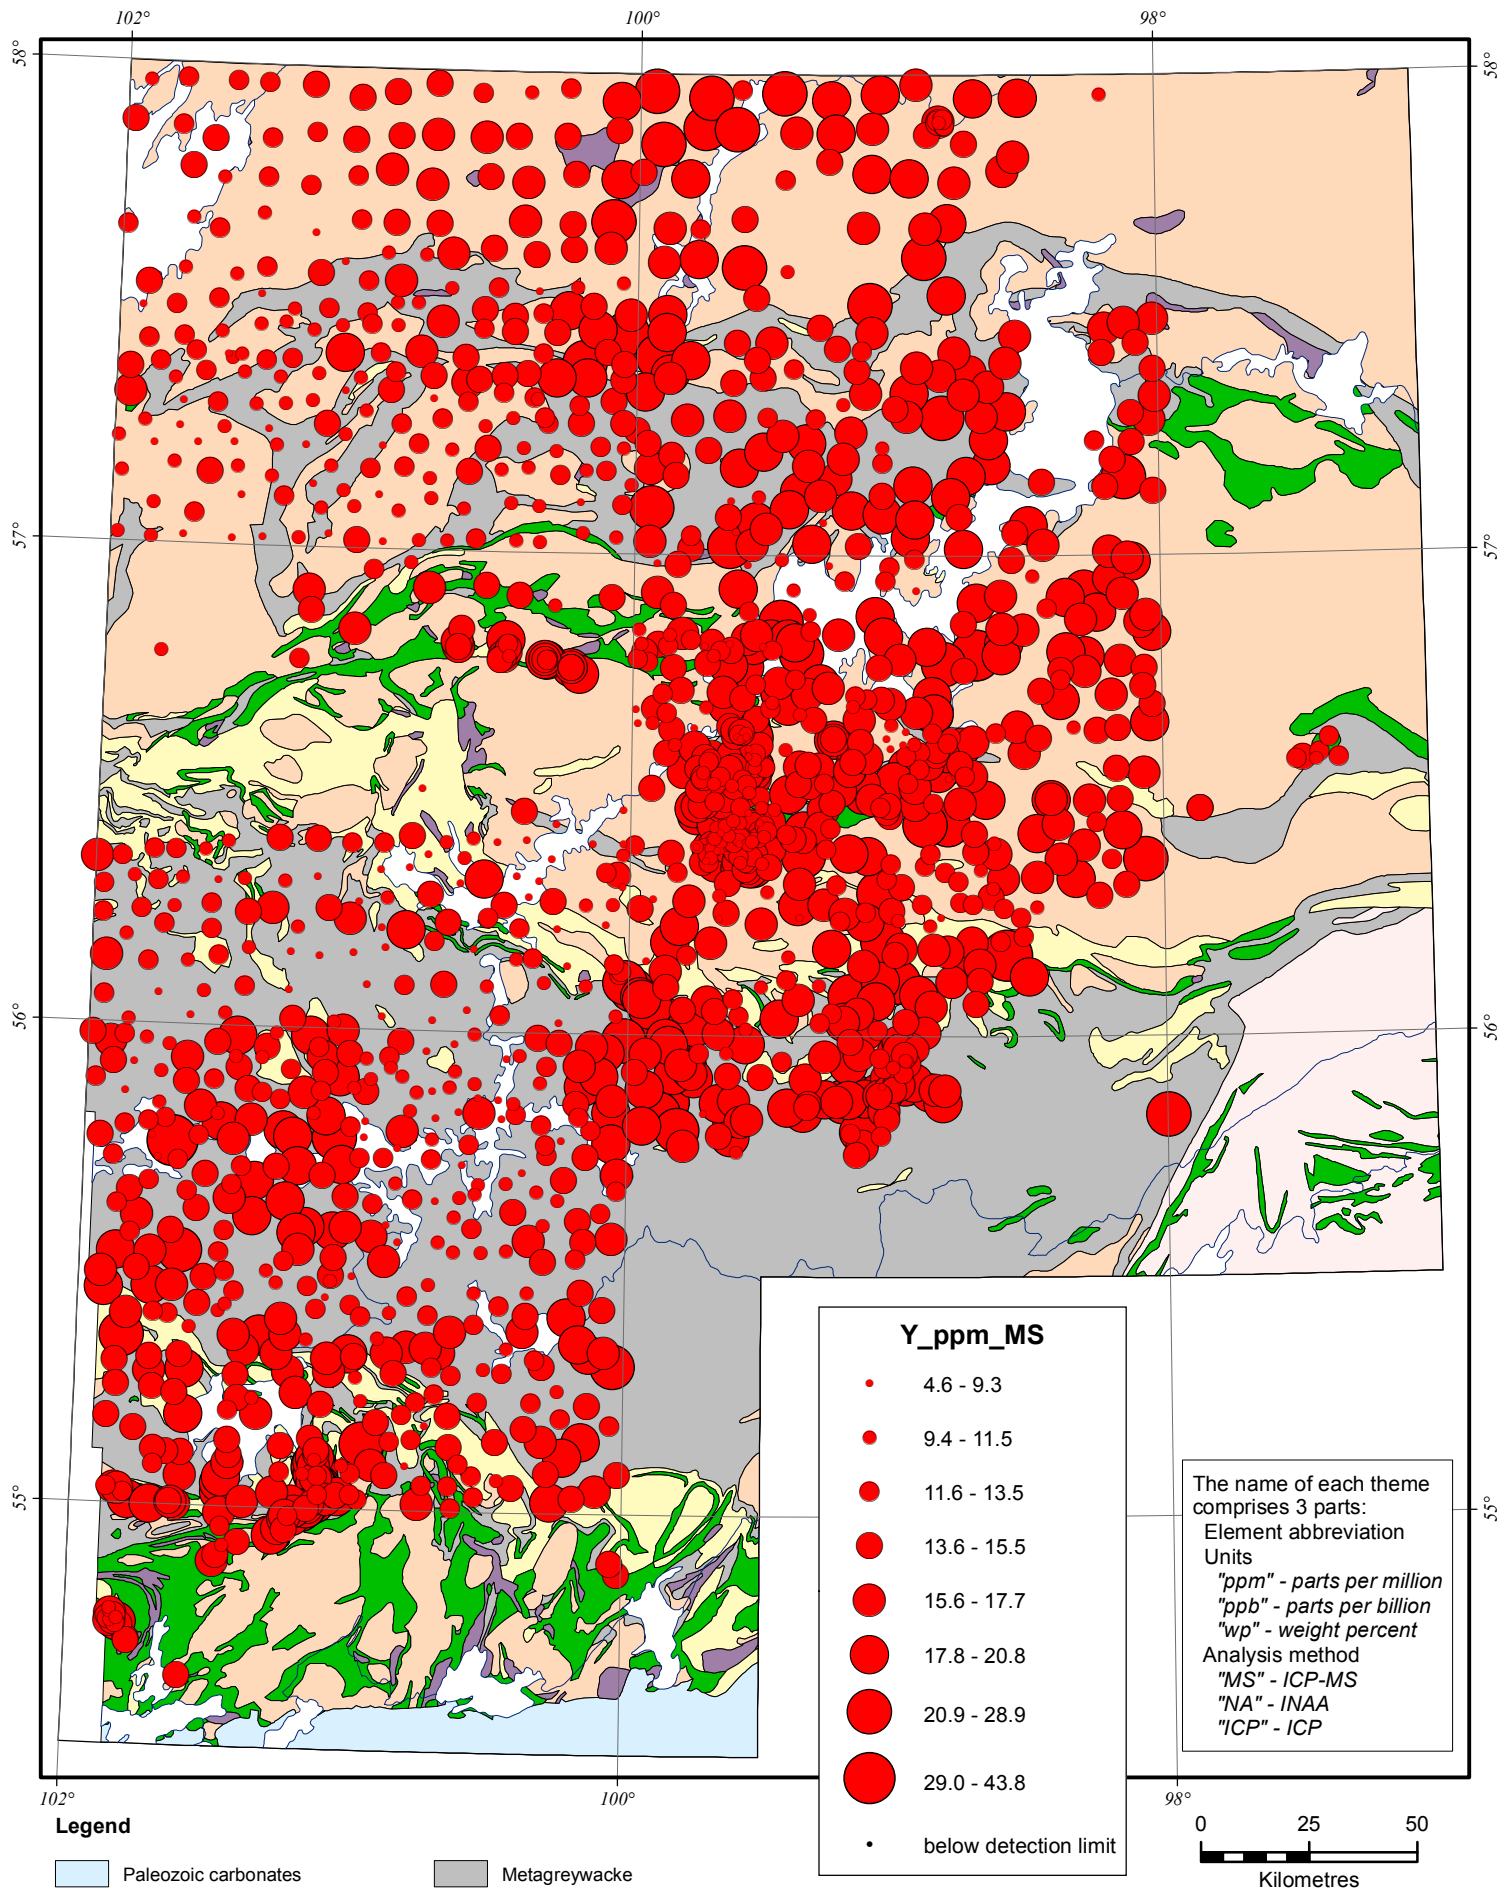 102°
100°
98°
58°
58°
57°
57°
56°
56°
55°
55°
Y_ppm_MS
4.6 - 9.3
9.4 - 11.5
11.6 - 13.5
13.6 - 15.5
15.6 - 17.7
17.8 - 20.8
20.9 - 28.9
29.0 - 43.8
below detection limit
The name of each theme
comprises 3 parts:
Element abbreviation
Units
"ppm" - parts per million
"ppb" - parts per billion
"wp" - weight percent
Analysis method
"MS" - ICP-MS
"NA" - INAA
"ICP" - ICP
102°
100°
98°
Legend
Paleozoic carbonates
Metagreywacke
0 25 50
Kilometres